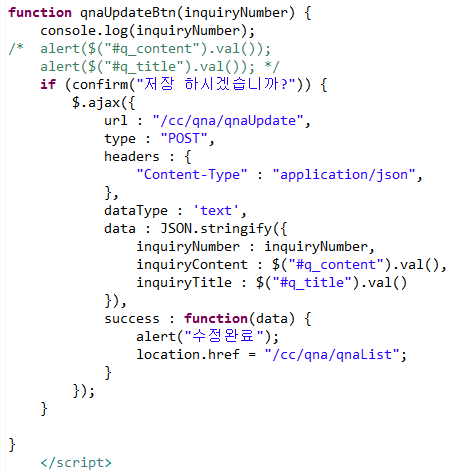 function qnaUpdateBtn(inquiryNumber) {
    console.log(inquiryNumber);
/*  alert($("#q_content").val());
    alert($("#q_title").val()); */
    if (confirm("저장 하시겠습니까?")) {
        $.ajax({
            url : "/cc/qna/qnaUpdate",
            type : "POST",
            headers : {
                "Content-Type" : "application/json",
            },
            dataType : 'text',
            data : JSON.stringify({
                inquiryNumber : inquiryNumber,
                inquiryContent : $("#q_content").val(),
                inquiryTitle : $("#q_title").val()
            }),
            success : function(data) {
                alert("수정완료");
                location.href = "/cc/qna/qnaList";
            }
        });
    }
}
    </script>